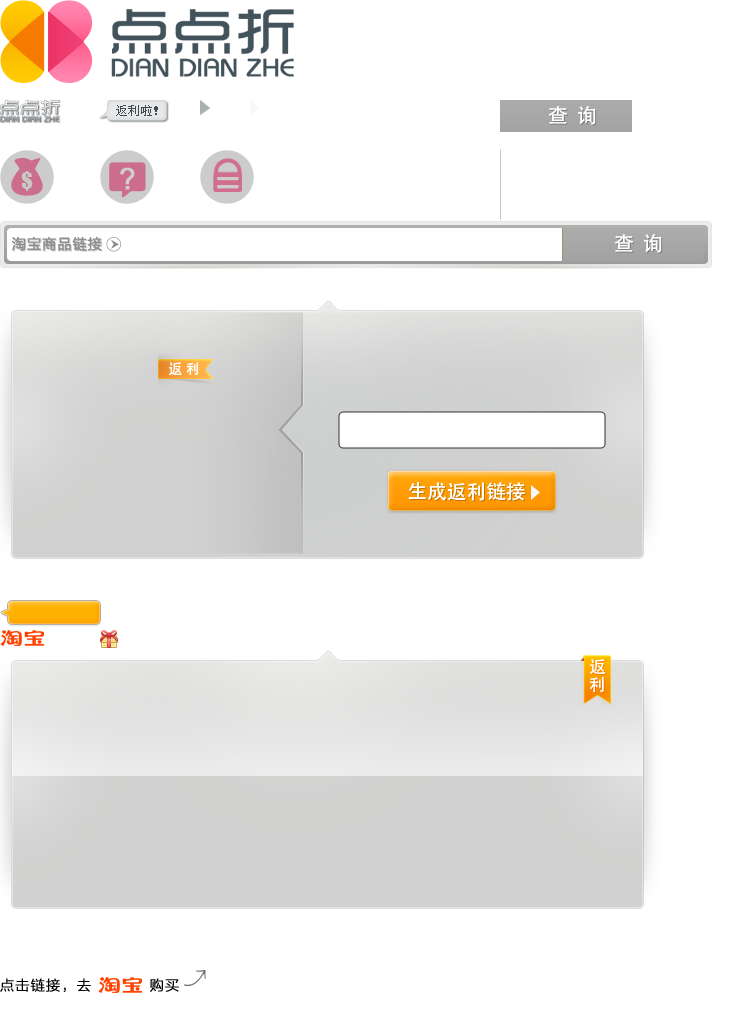 点点折
DIAN DIAN ZHE
点点折
DIAN DIAN ZHE
返利啦!
查 询
$
?
淘宝商品链接
查 询
返利
生成返利链接
淘宝
返
利
点击链接，去 淘宝 购买